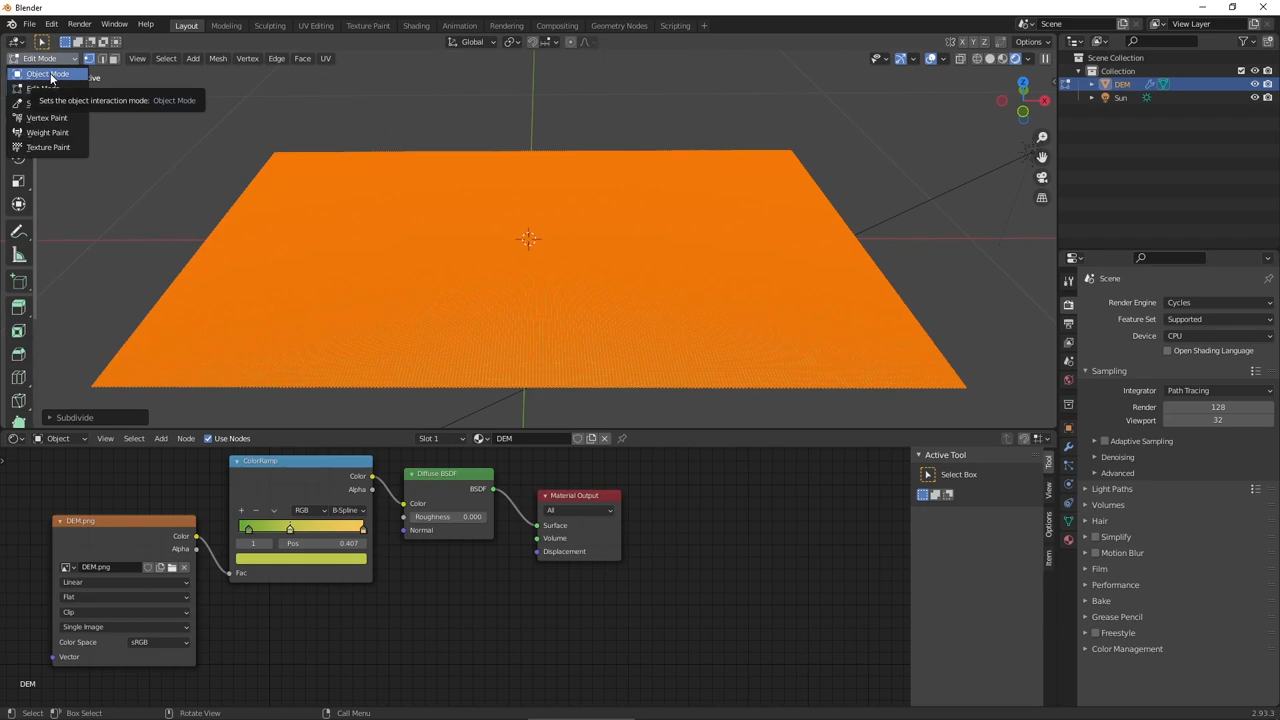 Blender
File Edit Render Window Help Layout Modeling Sculpting UV Editing Texture Paint Shading Animation Rendering Compositing Geometry Nodes Scripting + Scene View Layer
Global Options
Edit Mode View Select Add Mesh Vertex Edge Face UV
Object Mode
Sets the object interaction mode: Object Mode
Vertex Paint
Weight Paint
Texture Paint
X Y Z
Z
X
Subdivide
Scene Collection
Collection
DEM
Sun
Scene
Render Engine Cycles
Feature Set Supported
Device CPU
Open Shading Language
Sampling
Integrator Path Tracing
Render 128
Viewport 32
Adaptive Sampling
Denoising
Advanced
Light Paths
Volumes
Hair
Simplify
Motion Blur
Film
Performance
Bake
Grease Pencil
Freestyle
Color Management
Object View Select Add Node Use Nodes Slot 1 DEM
DEM.png
Color
Alpha
DEM.png
Linear
Flat
Clip
Single Image
Color Space sRGB
Vector
ColorRamp
Color
Alpha
RGB B-Spline
1 Pos 0.407
Fac
Diffuse BSDF
BSDF
Color
Roughness 0.000
Normal
Material Output
All
Surface
Volume
Displacement
Active Tool
Select Box
Tool
View
Options
Item
DEM
Select Box Select Rotate View Call Menu 2.93.3